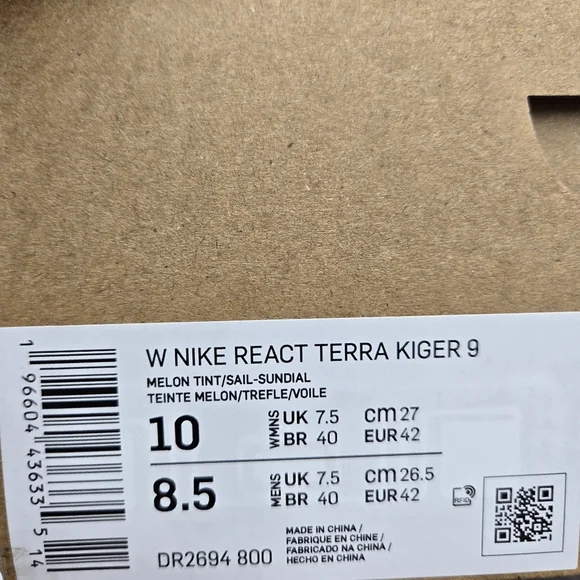 W NIKE REACT TERRA KIGER 9
MELON TINT/SAIL-SUNDIAL
TEINTE MELON/TREFLE/VOILE
10 WMNS UK 7.5 cm 27
BR 40 EUR 42
8.5 MENS UK 7.5 cm 26.5
BR 40 EUR 42
RFID
DR2694 800
MADE IN CHINA /
FABRIQUE EN CHINE /
FABRICADO NA CHINA /
HECHO EN CHINA
1 96604 43633 5 14